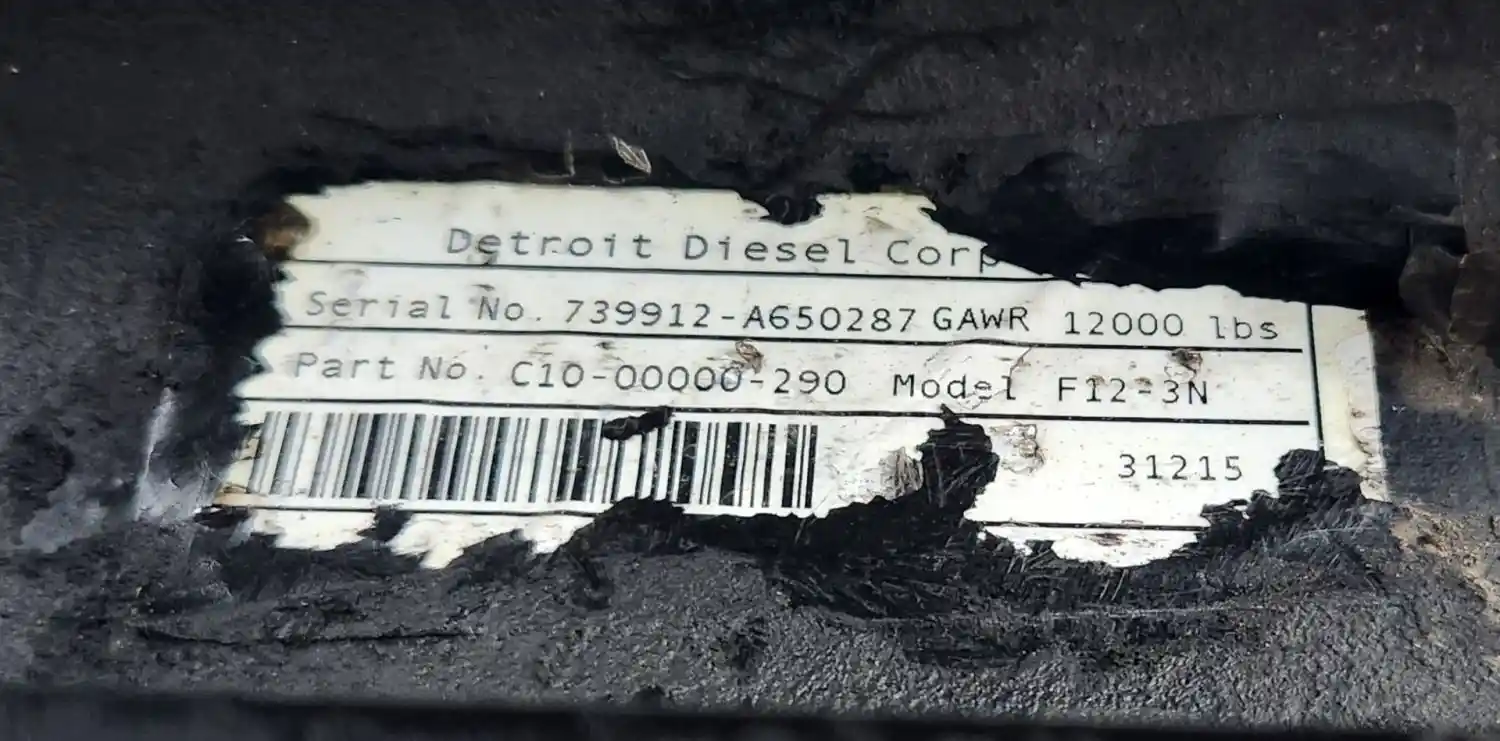 Detroit Diesel Corp
Serial No. 739912-A650287 GAWR 12000 lbs
Part No. C10-00000-290 Model F12-3N
31215